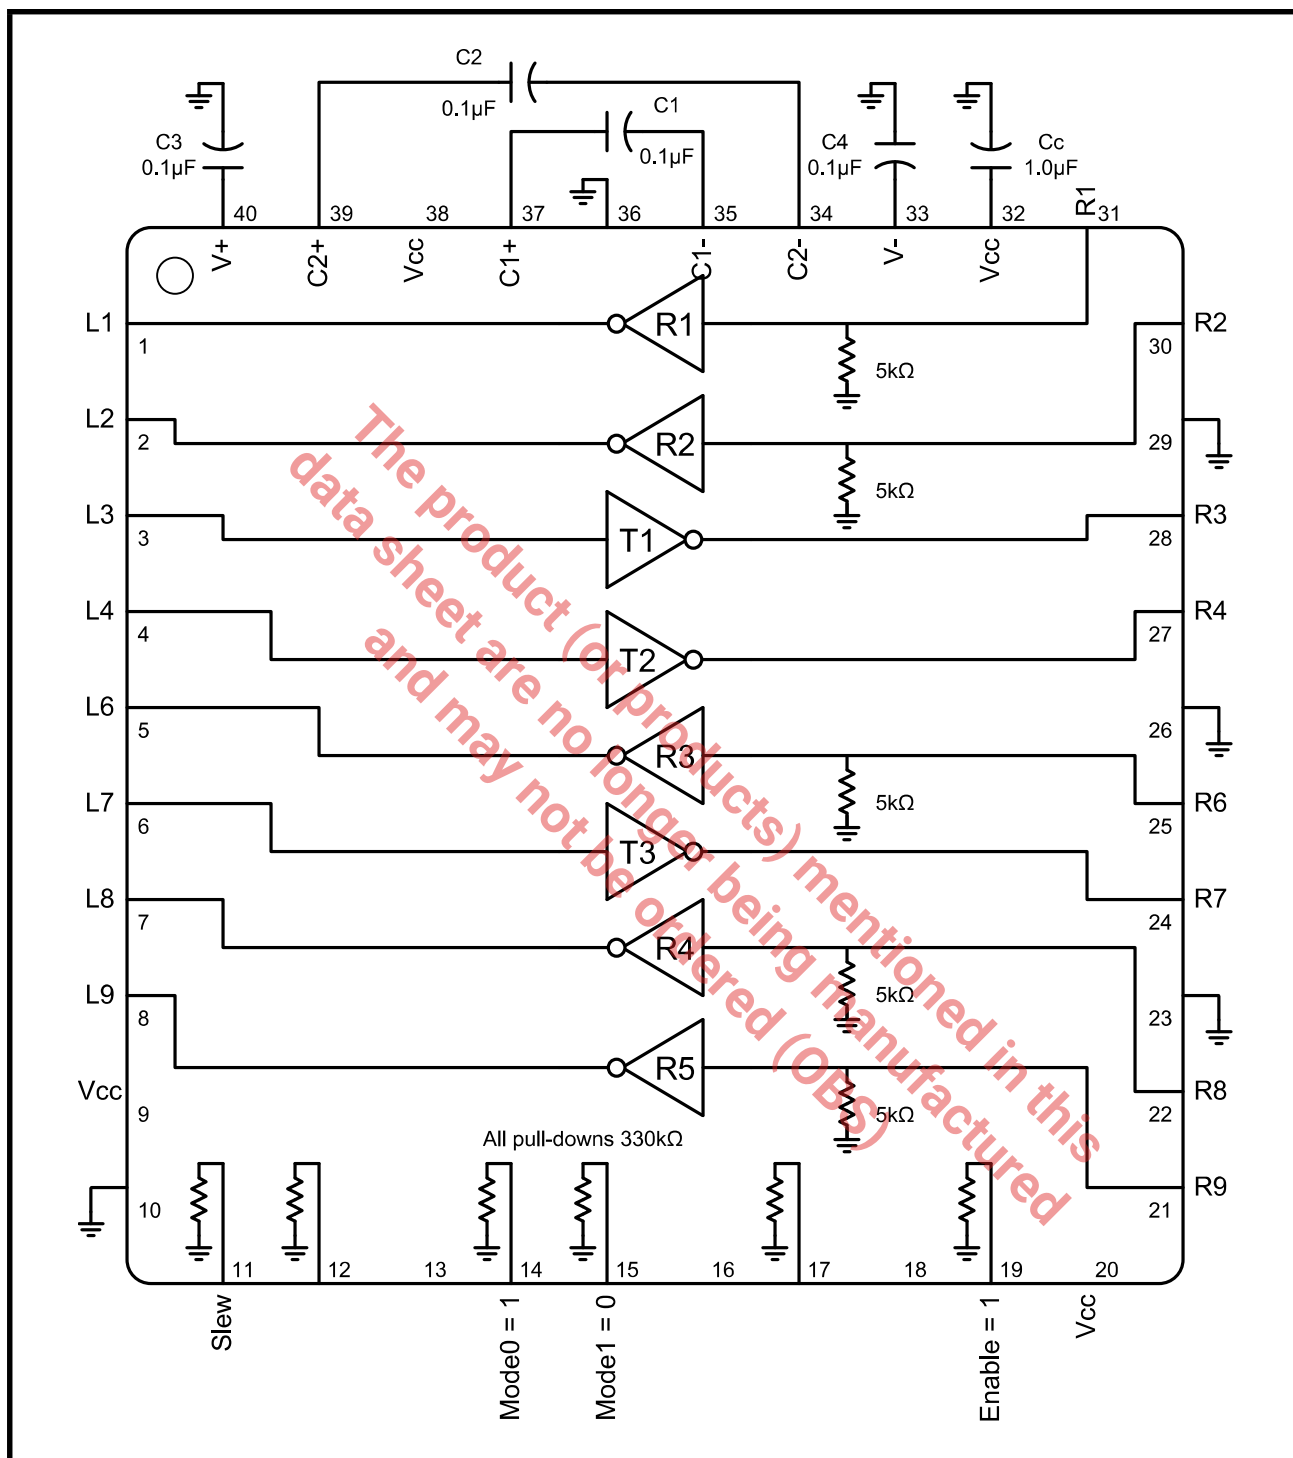 C2
0.1µF
C1
0.1µF
C3
0.1µF
C4
0.1µF
Cc
1.0µF
40
39
38
37
36
35
34
33
32
R1
31
V+
C2+
Vcc
C1+
C1-
C2-
V-
Vcc
L1
1
R1
5kΩ
R2
30
L2
2
R2
5kΩ
29
L3
3
T1
R3
28
L4
4
T2
R4
27
L6
5
R3
5kΩ
26
R6
25
L7
6
T3
R7
24
L8
7
R4
5kΩ
23
L9
8
R5
5kΩ
R8
22
Vcc
9
All pull-downs 330kΩ
R9
21
10
11
12
13
14
15
16
17
18
19
20
Slew
Mode0 = 1
Mode1 = 0
Enable = 1
Vcc
The product (or products) mentioned in this
data sheet are no longer being manufactured
and may not be ordered (OBS)